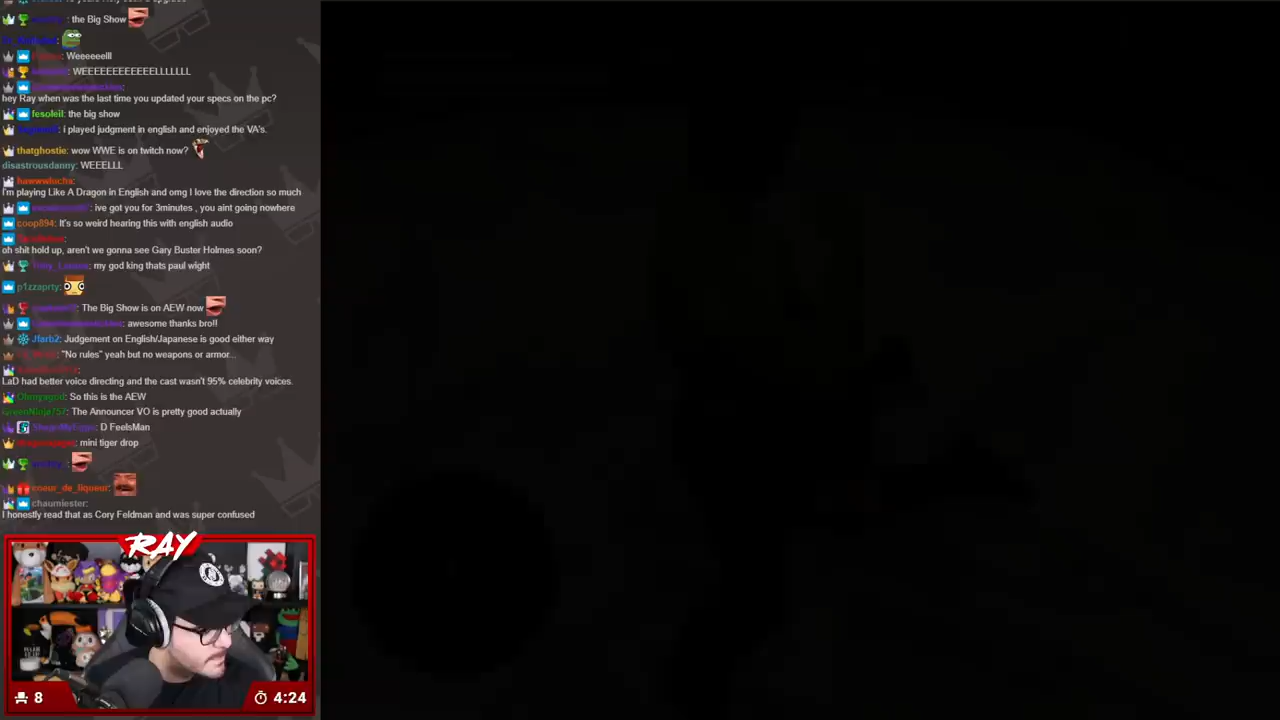 : the Big Show
: Weeeeeelll
: WEEEEEEEEEEEELLLLLLL
hey Ray when was the last time you updated your specs on the pc?
fesoleil: the big show
: i played judgment in english and enjoyed the VA's.
thatghostie: wow WWE is on twitch now?
disastrousdanny: WEEELLL
hawwwlucha:
I'm playing Like A Dragon in English and omg I love the direction so much
: ive got you for 3minutes , you aint going nowhere
coop894: It's so weird hearing this with english audio
oh shit hold up, aren't we gonna see Gary Buster Holmes soon?
: my god king thats paul wight
p1zzaprty:
: The Big Show is on AEW now
: awesome thanks bro!!
Jfarb2: Judgement on English/Japanese is good either way
: "No rules" yeah but no weapons or armor...
LaD had better voice directing and the cast wasn't 95% celebrity voices.
: So this is the AEW
GreenNinja757: The Announcer VO is pretty good actually
: D FeelsMan
: mini tiger drop
coeur_de_liqueur:
chaumiester:
I honestly read that as Cory Feldman and was super confused
RAY
8
4:24